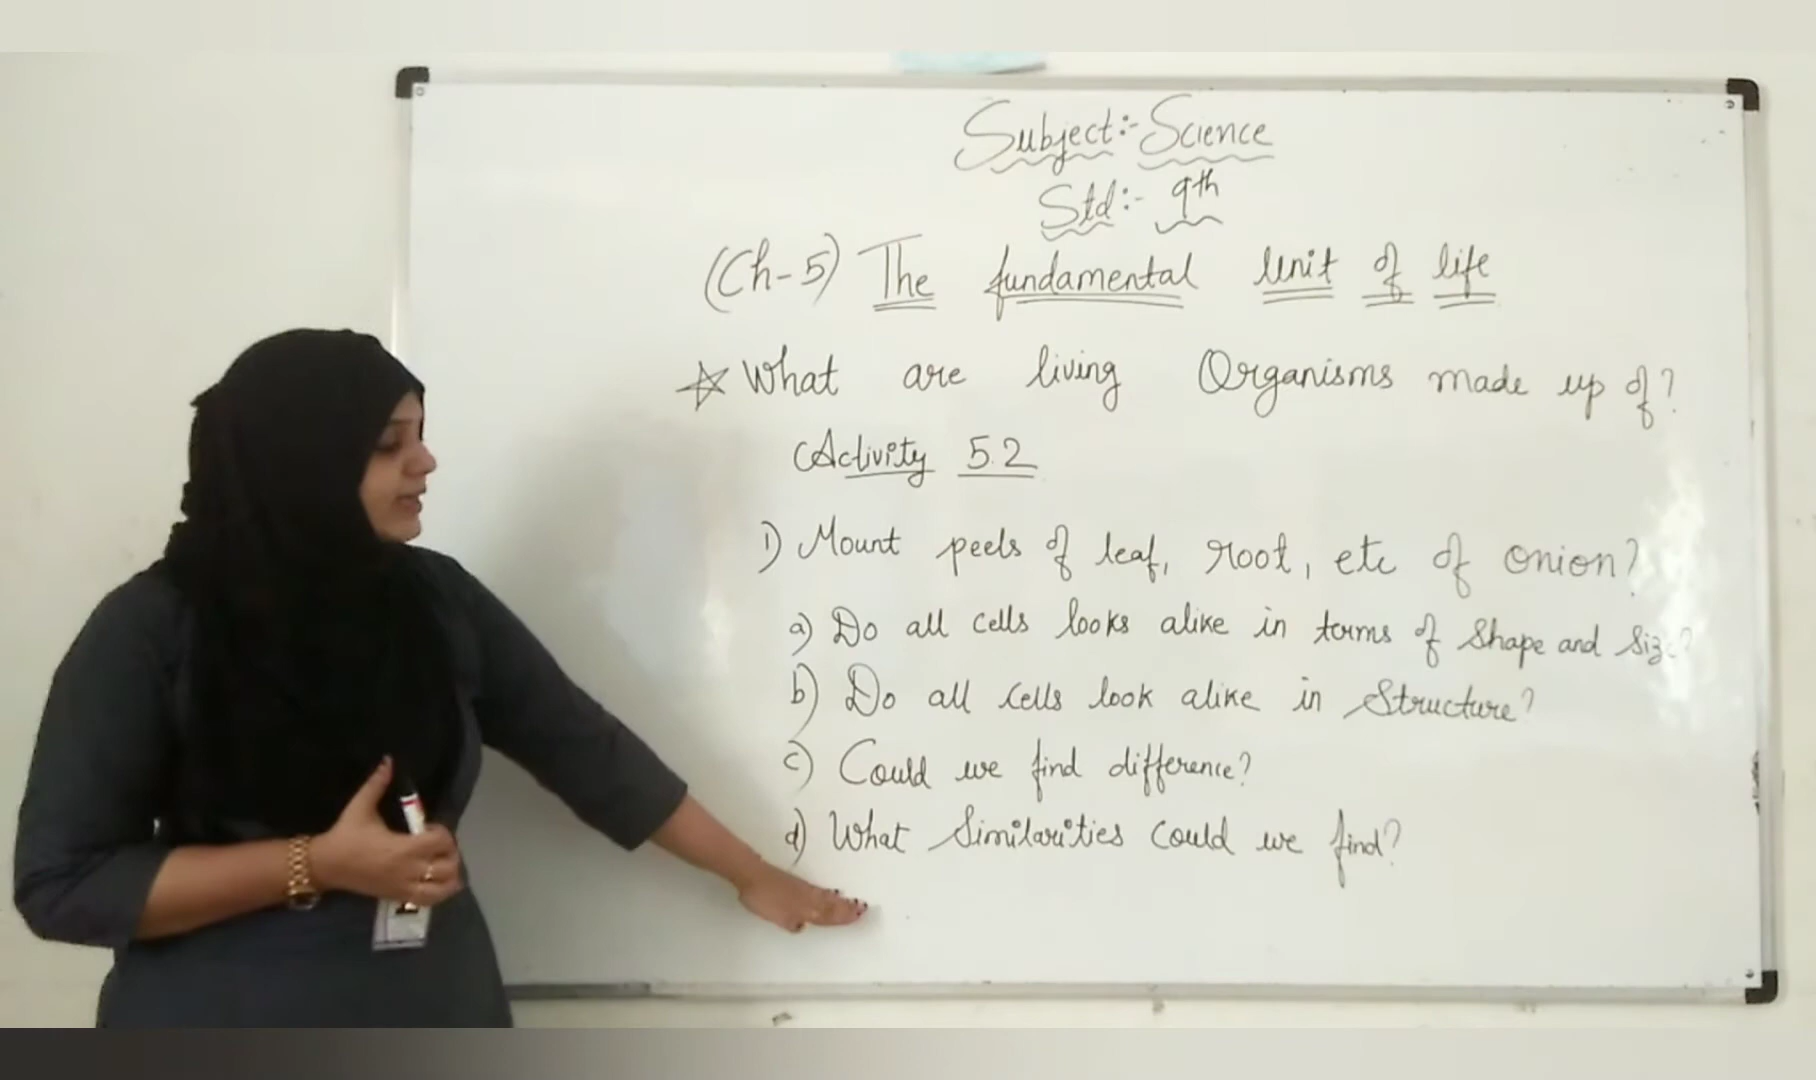 Subject:- Science
Std:- 9th
(Ch-5) The fundamental unit of life
☆ What are living Organisms made up of?
Activity 5.2
1) Mount peels of leaf, root, etc of onion?
a) Do all cells looks alike in terms of shape and size?
b) Do all cells look alike in Structure?
c) Could we find difference?
d) What Similarities could we find?